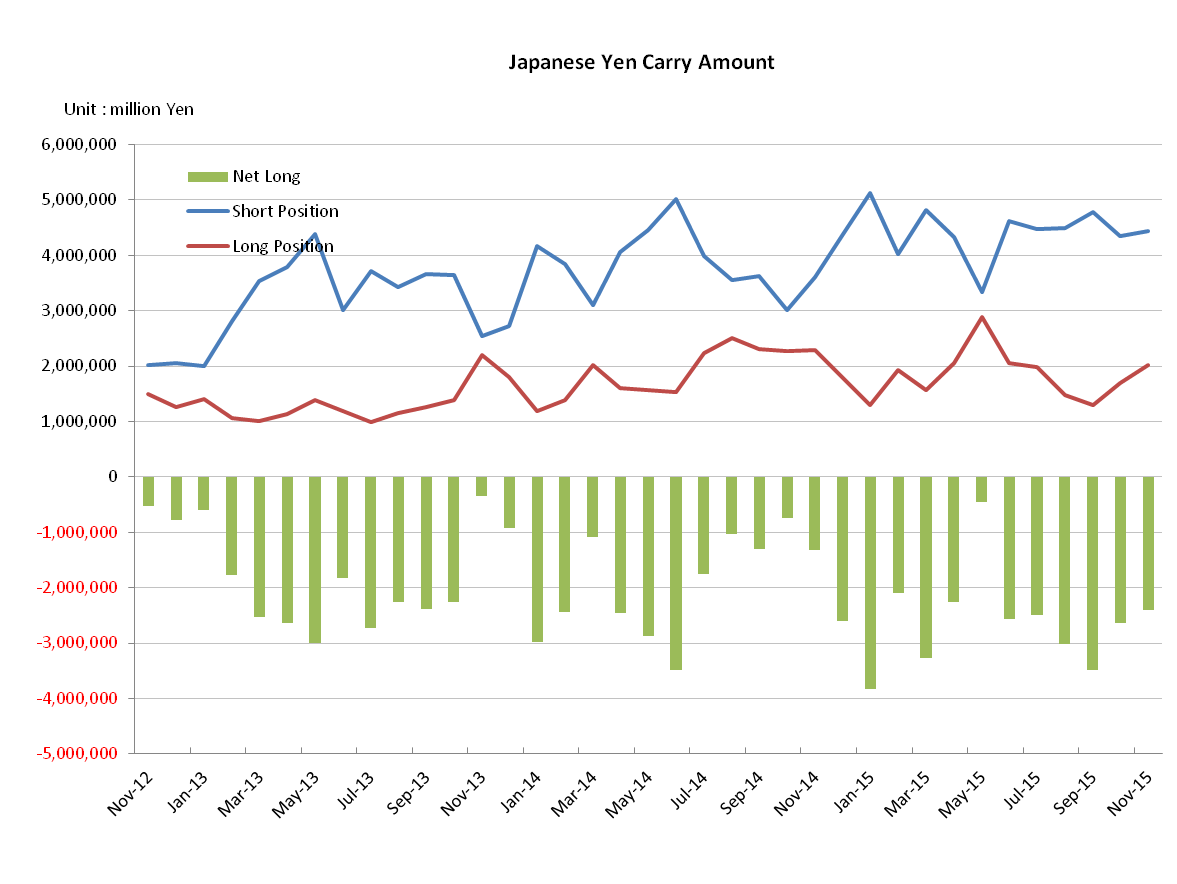 Japanese Yen Carry Amount
Unit : million Yen
6,000,000
5,000,000
4,000,000
3,000,000
2,000,000
1,000,000
0
-1,000,000
-2,000,000
-3,000,000
-4,000,000
-5,000,000
Net Long
Short Position
Long Position
Nov-12
Jan-13
Mar-13
May-13
Jul-13
Sep-13
Nov-13
Jan-14
Mar-14
May-14
Jul-14
Sep-14
Nov-14
Jan-15
Mar-15
May-15
Jul-15
Sep-15
Nov-15